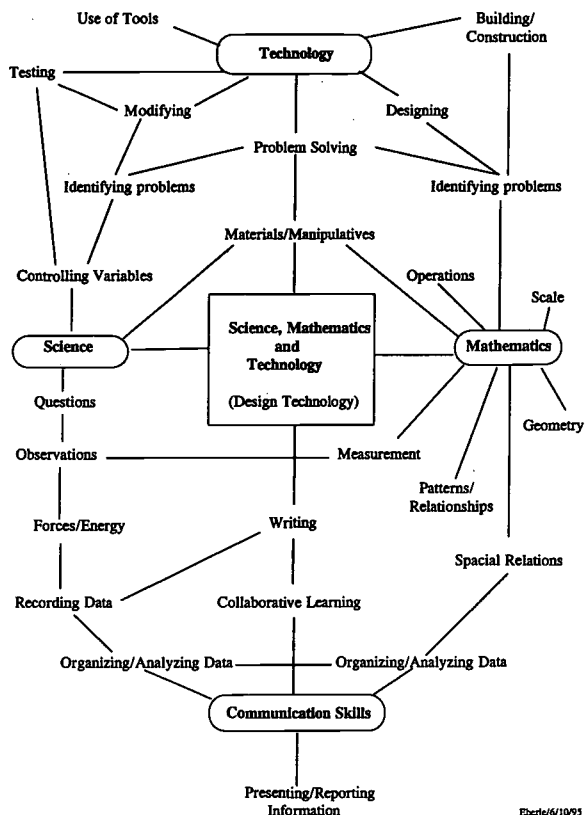 Use of Tools
Building/
Construction
Technology
Testing
Modifying
Designing
Problem Solving
Identifying problems
Identifying problems
Materials/Manipulatives
Controlling Variables
Operations
Scale
Science, Mathematics
and
Technology
(Design Technology)
Science
Mathematics
Questions
Geometry
Observations
Measurement
Patterns/
Relationships
Forces/Energy
Writing
Spacial Relations
Recording Data
Collaborative Learning
Organizing/Analyzing Data
Organizing/Analyzing Data
Communication Skills
Presenting/Reporting
Information
Eberle/6/10/95